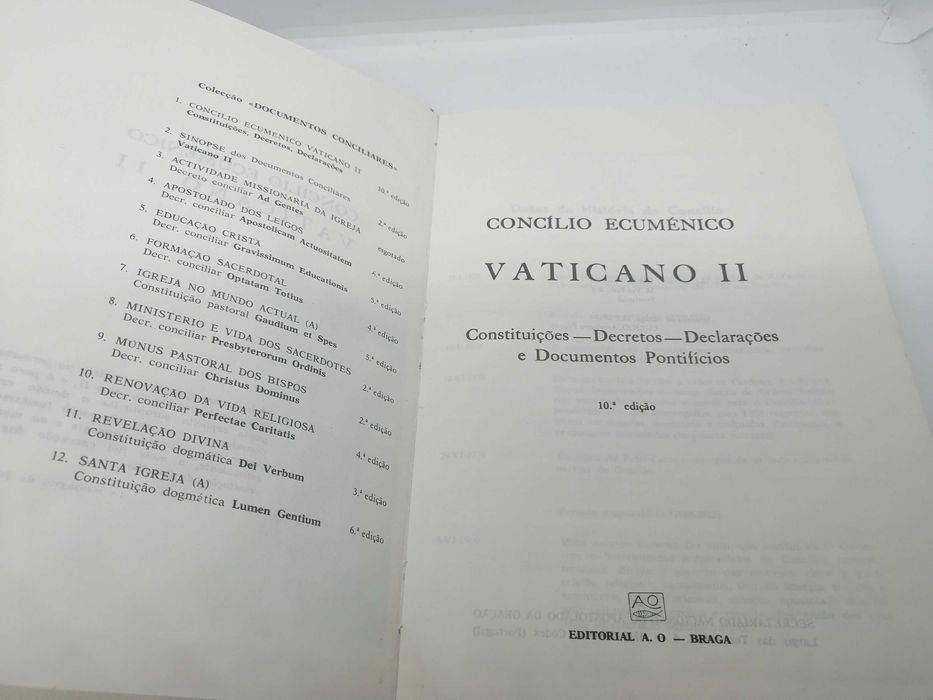 Colecção «DOCUMENTOS CONCILIARES»
1. CONCÍLIO ECUMÉNICO VATICANO II
Constituições, Decretos, Declarações
10.ª edição
2. SINOPSE dos Documentos Conciliares
Vaticano II
2.ª edição
3. ACTIVIDADE MISSIONARIA DA IGREJA
Decreto conciliar Ad Gentes
esgotado
4. APOSTOLADO DOS LEIGOS
Decr. conciliar Apostolicam Actuositatem
5. EDUCAÇÃO CRISTÃ
Decr. conciliar Gravissimum Educationis
5.ª edição
6. FORMAÇÃO SACERDOTAL
Decr. conciliar Optatam Totius
4.ª edição
7. IGREJA NO MUNDO ACTUAL (A)
Constituição pastoral Gaudium et Spes
8. MINISTÉRIO E VIDA DOS SACERDOTES
Decr. conciliar Presbyterorum Ordinis
2.ª edição
9. MÚNUS PASTORAL DOS BISPOS
Decr. conciliar Christus Dominus
2.ª edição
10. RENOVAÇÃO DA VIDA RELIGIOSA
Decr. conciliar Perfectae Caritatis
4.ª edição
11. REVELAÇÃO DIVINA
Constituição dogmática Dei Verbum
3.ª edição
12. SANTA IGREJA (A)
Constituição dogmática Lumen Gentium
6.ª edição
CONCÍLIO ECUMÉNICO
VATICANO II
Constituições — Decretos — Declarações
e Documentos Pontifícios
10.ª edição
AO
EDITORIAL A. O — BRAGA